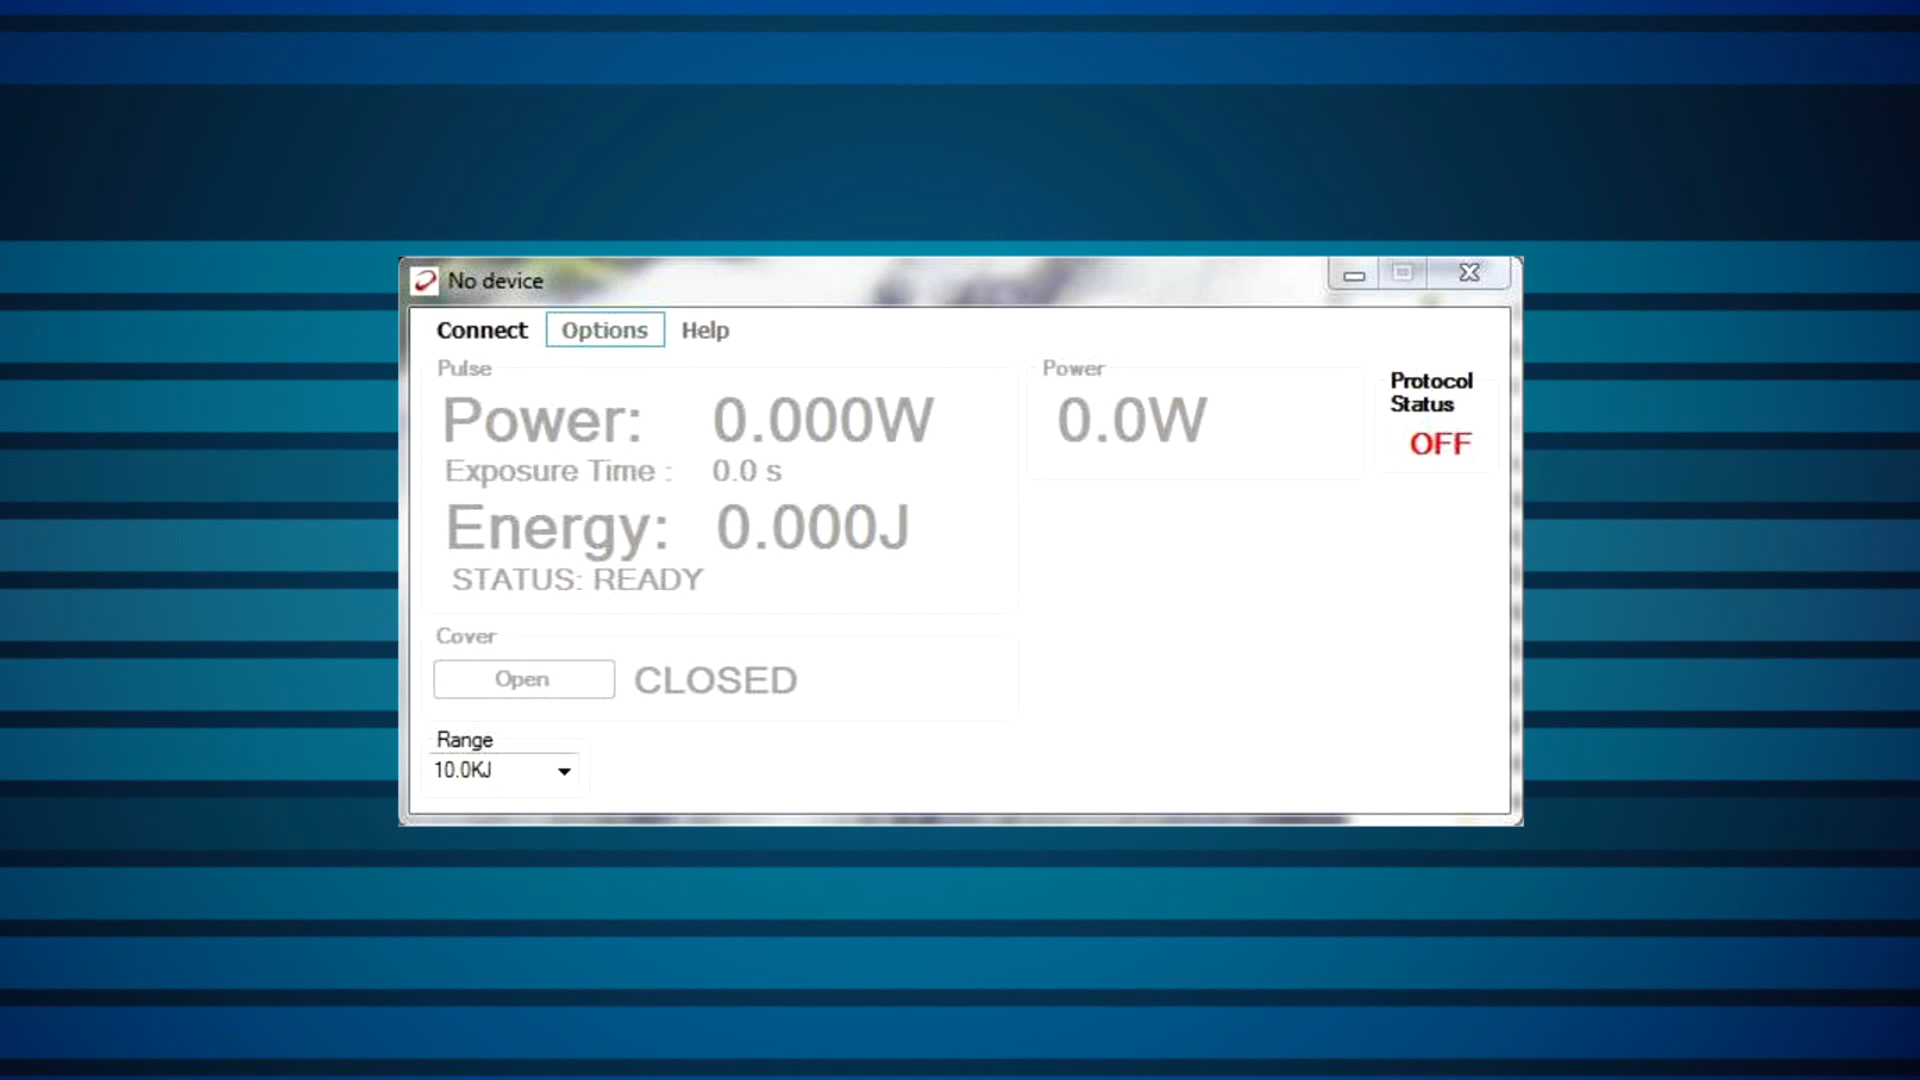 No device
Connect Options Help
Pulse
Power: 0.000W
Exposure Time : 0.0 s
Energy: 0.000J
STATUS: READY
Power
0.0W
Protocol
Status
OFF
Cover
Open CLOSED
Range
10.0KJ